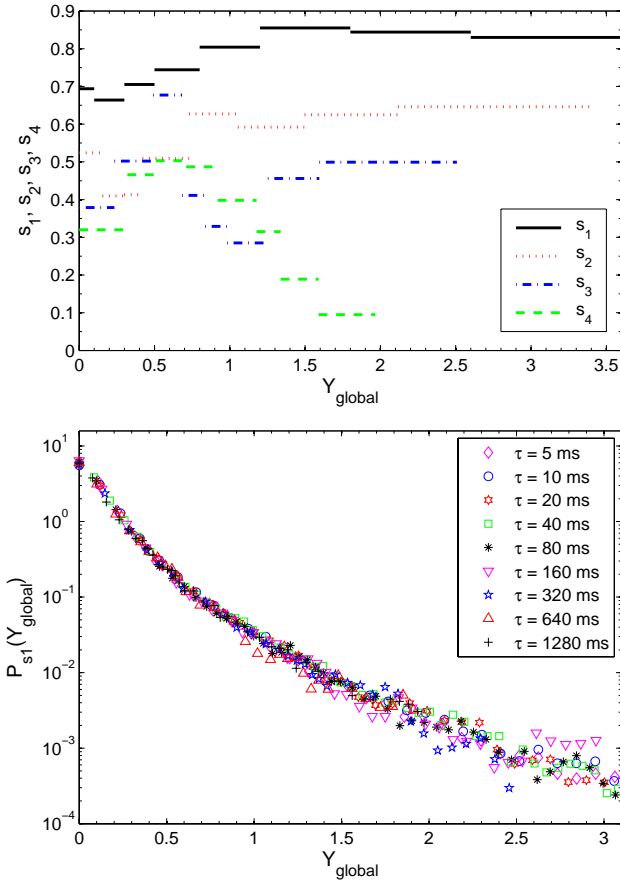 s1, s2, s3, s4
0.9
0.8
0.7
0.6
0.5
0.4
0.3
0.2
0.1
0
s1
s2
s3
s4
0 0.5 1 1.5 2 2.5 3 3.5
Yglobal
Ps1(Yglobal)
10^1
10^0
10^−1
10^−2
10^−3
10^−4
τ = 5 ms
τ = 10 ms
τ = 20 ms
τ = 40 ms
τ = 80 ms
τ = 160 ms
τ = 320 ms
τ = 640 ms
τ = 1280 ms
0 0.5 1 1.5 2 2.5 3
Yglobal